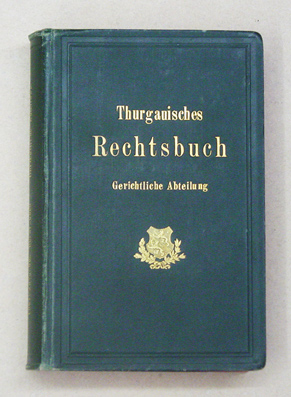 Thurgauisches
Rechtsbuch
Gerichtliche Abteilung